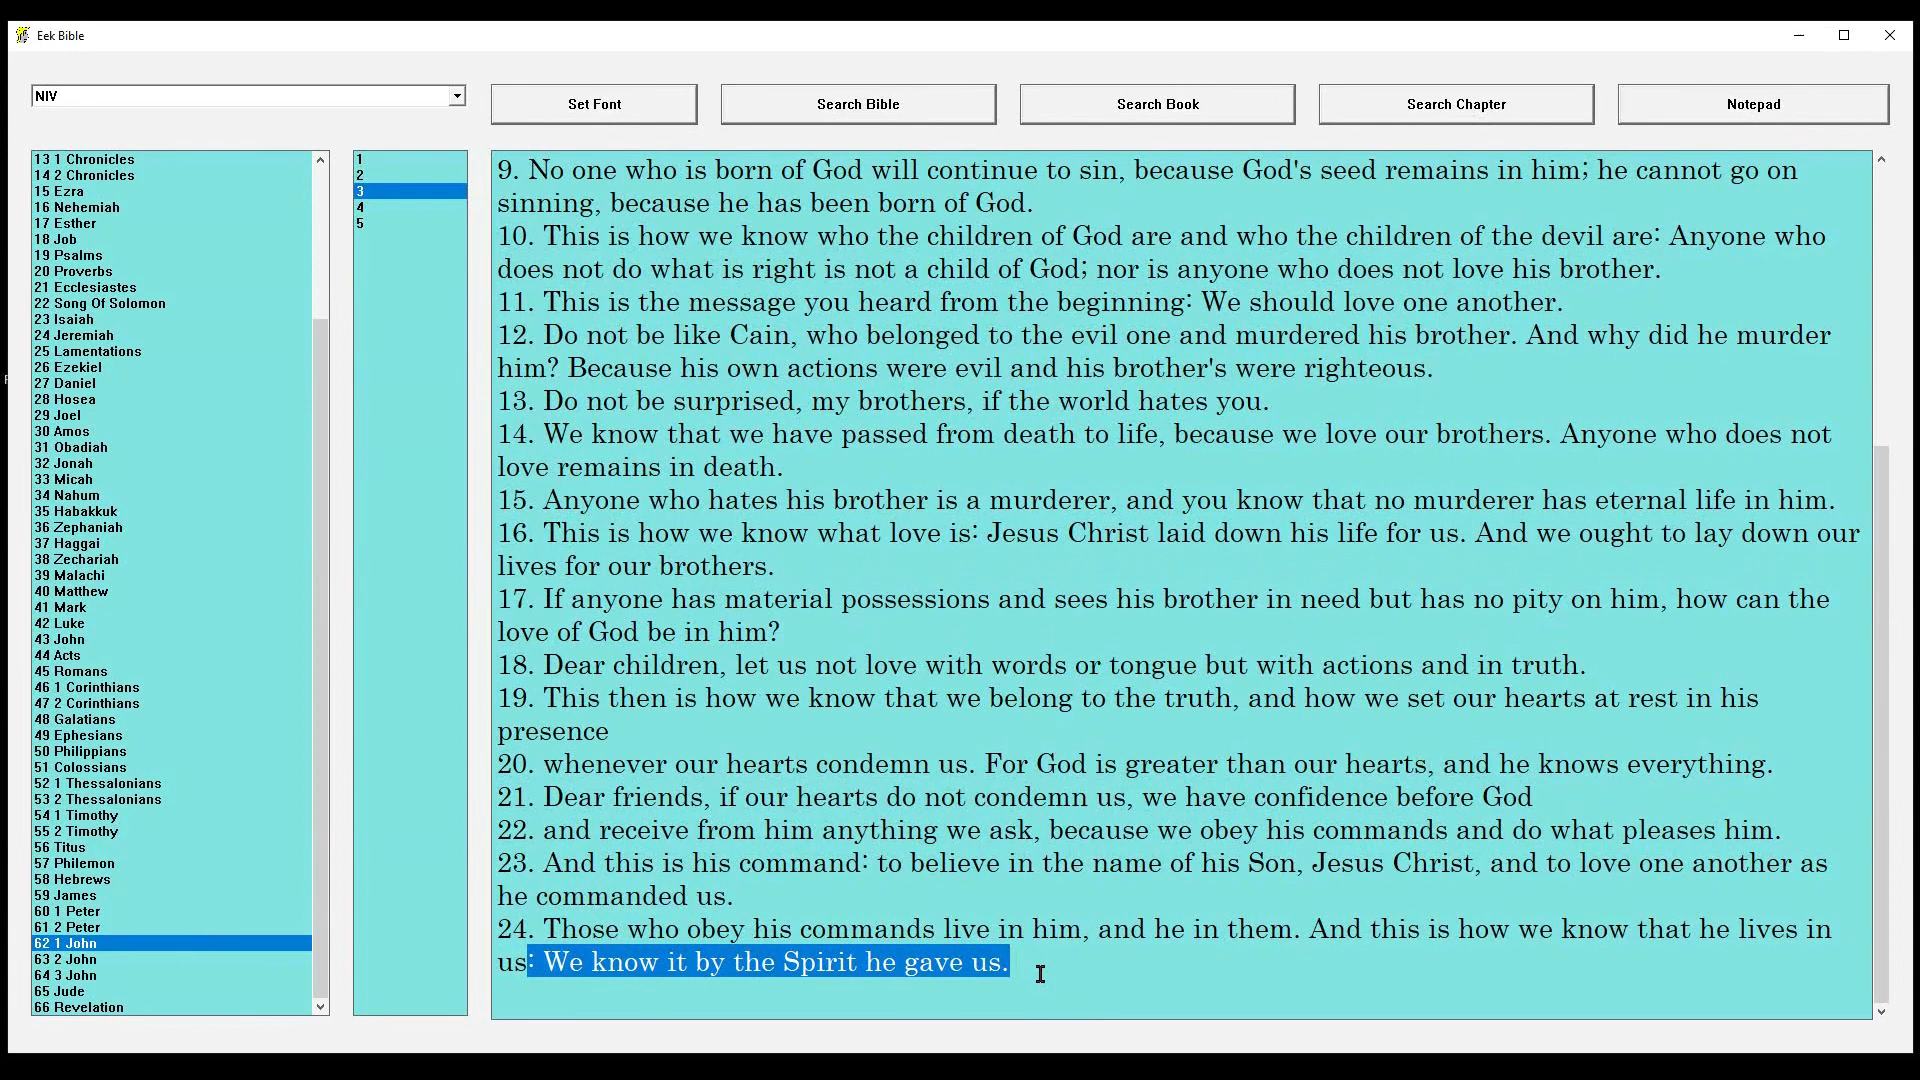 Eek Bible
NIV
Set Font
Search Bible
Search Book
Search Chapter
Notepad
13 1 Chronicles
14 2 Chronicles
15 Ezra
16 Nehemiah
17 Esther
18 Job
19 Psalms
20 Proverbs
21 Ecclesiastes
22 Song Of Solomon
23 Isaiah
24 Jeremiah
25 Lamentations
26 Ezekiel
27 Daniel
28 Hosea
29 Joel
30 Amos
31 Obadiah
32 Jonah
33 Micah
34 Nahum
35 Habakkuk
36 Zephaniah
37 Haggai
38 Zechariah
39 Malachi
40 Matthew
41 Mark
42 Luke
43 John
44 Acts
45 Romans
46 1 Corinthians
47 2 Corinthians
48 Galatians
49 Ephesians
50 Philippians
51 Colossians
52 1 Thessalonians
53 2 Thessalonians
54 1 Timothy
55 2 Timothy
56 Titus
57 Philemon
58 Hebrews
59 James
60 1 Peter
61 2 Peter
62 1 John
63 2 John
64 3 John
65 Jude
66 Revelation
1
2
3
4
5
9. No one who is born of God will continue to sin, because God's seed remains in him; he cannot go on
sinning, because he has been born of God.
10. This is how we know who the children of God are and who the children of the devil are: Anyone who
does not do what is right is not a child of God; nor is anyone who does not love his brother.
11. This is the message you heard from the beginning: We should love one another.
12. Do not be like Cain, who belonged to the evil one and murdered his brother. And why did he murder
him? Because his own actions were evil and his brother's were righteous.
13. Do not be surprised, my brothers, if the world hates you.
14. We know that we have passed from death to life, because we love our brothers. Anyone who does not
love remains in death.
15. Anyone who hates his brother is a murderer, and you know that no murderer has eternal life in him.
16. This is how we know what love is: Jesus Christ laid down his life for us. And we ought to lay down our
lives for our brothers.
17. If anyone has material possessions and sees his brother in need but has no pity on him, how can the
love of God be in him?
18. Dear children, let us not love with words or tongue but with actions and in truth.
19. This then is how we know that we belong to the truth, and how we set our hearts at rest in his
presence
20. whenever our hearts condemn us. For God is greater than our hearts, and he knows everything.
21. Dear friends, if our hearts do not condemn us, we have confidence before God
22. and receive from him anything we ask, because we obey his commands and do what pleases him.
23. And this is his command: to believe in the name of his Son, Jesus Christ, and to love one another as
he commanded us.
24. Those who obey his commands live in him, and he in them. And this is how we know that he lives in
us: We know it by the Spirit he gave us.